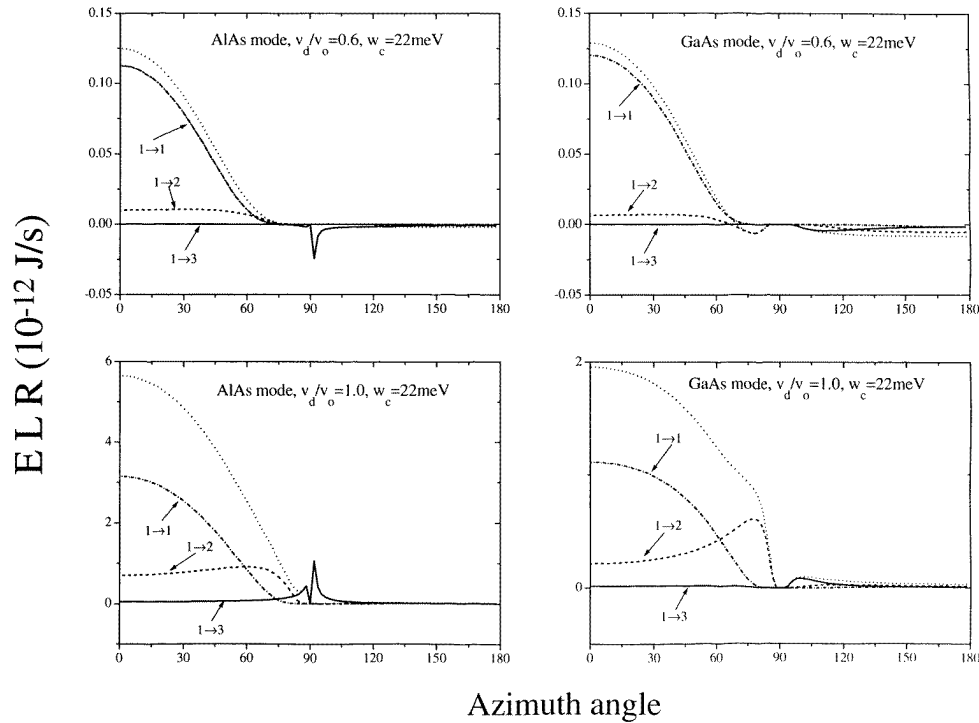 E L R (10⁻¹² J/s)
AlAs mode, v_d/v_o=0.6, w_c=22meV
0.15
0.10
0.05
0.00
-0.05
1→1
1→2
1→3
0 30 60 90 120 150 180
GaAs mode, v_d/v_o=0.6, w_c=22meV
0.15
0.10
0.05
0.00
-0.05
1→1
1→2
1→3
0 30 60 90 120 150 180
AlAs mode, v_d/v_o=1.0, w_c=22meV
6
4
2
0
1→1
1→2
1→3
0 30 60 90 120 150 180
GaAs mode, v_d/v_o=1.0, w_c=22meV
2
1
0
1→1
1→2
1→3
0 30 60 90 120 150 180
Azimuth angle